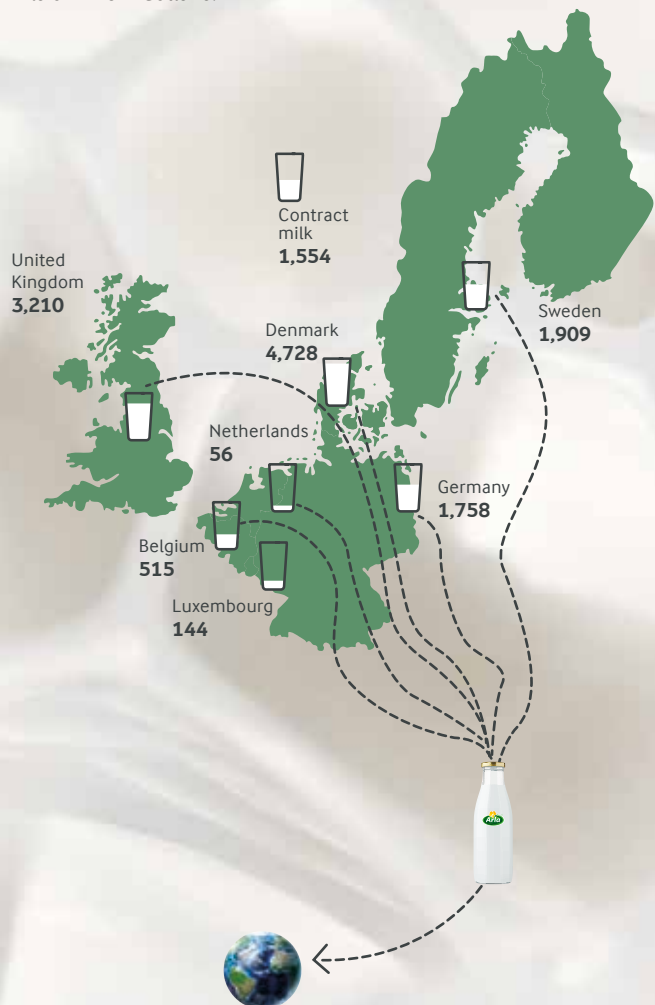 Contract
milk
1,554
United
Kingdom
3,210
Sweden
1,909
Denmark
4,728
Netherlands
56
Germany
1,758
Belgium
515
Luxembourg
144
Arla